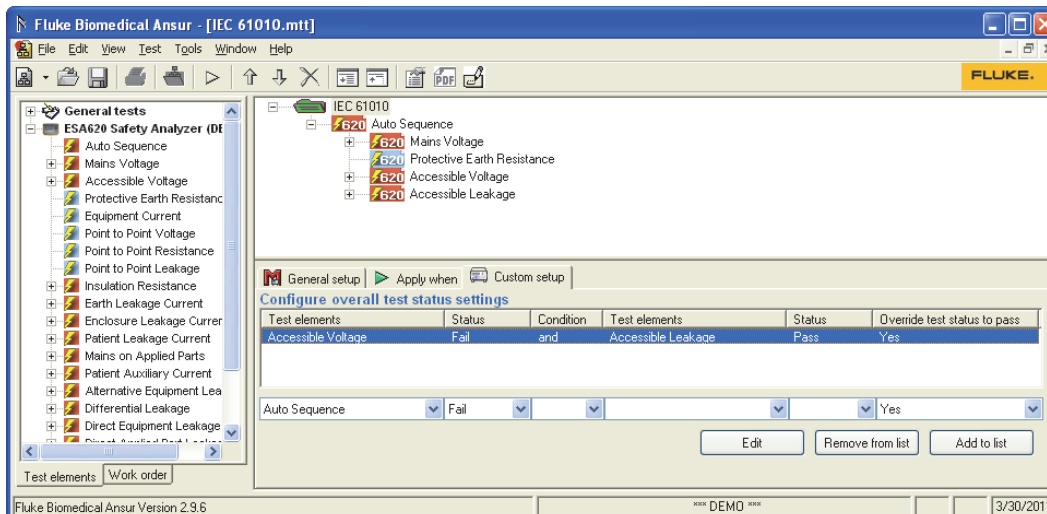 Fluke Biomedical Ansur - [IEC 61010.mtt]
File Edit View Test Tools Window Help
PDF
FLUKE.
General tests
ESA620 Safety Analyzer (DE
Auto Sequence
Mains Voltage
Accessible Voltage
Protective Earth Resistanc
Equipment Current
Point to Point Voltage
Point to Point Resistance
Point to Point Leakage
Insulation Resistance
Earth Leakage Current
Enclosure Leakage Currer
Patient Leakage Current
Mains on Applied Parts
Patient Auxiliary Current
Alternative Equipment Lea
Differential Leakage
Direct Equipment Leakage
Test elements Work order
IEC 61010
620 Auto Sequence
620 Mains Voltage
620 Protective Earth Resistance
620 Accessible Voltage
620 Accessible Leakage
General setup Apply when Custom setup
Configure overall test status settings
Test elements Status Condition Test elements Status Override test status to pass
Accessible Voltage Fail and Accessible Leakage Pass Yes
Auto Sequence Fail Yes
Edit Remove from list Add to list
Fluke Biomedical Ansur Version 2.9.6 *** DEMO *** 3/30/201